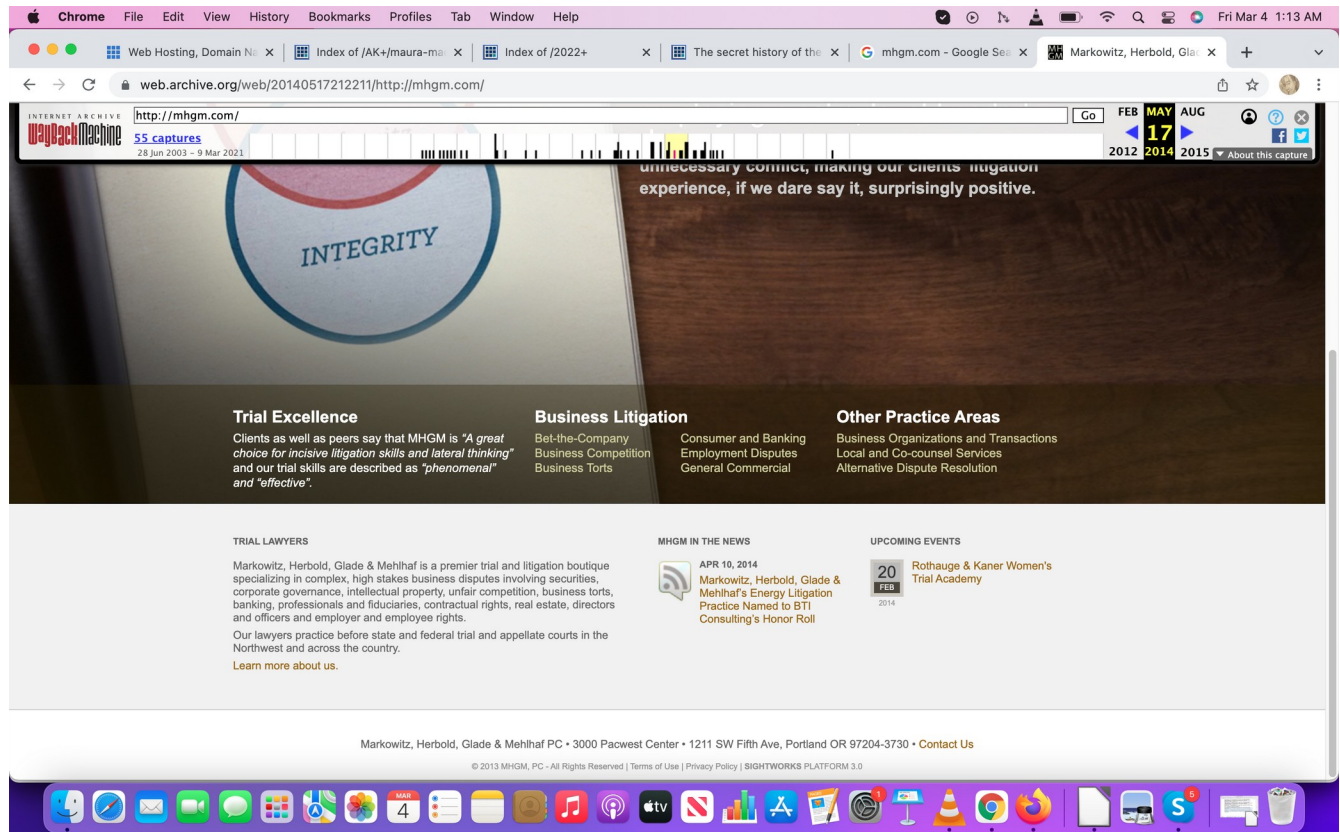 Chrome File Edit View History Bookmarks Profiles Tab Window Help Fri Mar 4 1:13 AM
Web Hosting, Domain Na Index of /AK+/maura-ma Index of /2022+ The secret history of the mhgm.com - Google Sea Markowitz, Herbold, Glad
web.archive.org/web/20140517212211/http://mhgm.com/
INTERNET ARCHIVE
WayBackMachine
http://mhgm.com/ Go
55 captures
28 Jun 2003 – 9 Mar 2021
FEB MAY AUG
17
2012 2014 2015
About this capture
unnecessary conflict, making our clients' litigation
experience, if we dare say it, surprisingly positive.
INTEGRITY
Trial Excellence
Clients as well as peers say that MHGM is "A great
choice for incisive litigation skills and lateral thinking"
and our trial skills are described as "phenomenal"
and "effective".
Business Litigation
Bet-the-Company
Business Competition
Business Torts
Consumer and Banking
Employment Disputes
General Commercial
Other Practice Areas
Business Organizations and Transactions
Local and Co-counsel Services
Alternative Dispute Resolution
TRIAL LAWYERS
Markowitz, Herbold, Glade & Mehlhaf is a premier trial and litigation boutique
specializing in complex, high stakes business disputes involving securities,
corporate governance, intellectual property, unfair competition, business torts,
banking, professionals and fiduciaries, contractual rights, real estate, directors
and officers and employer and employee rights.
Our lawyers practice before state and federal trial and appellate courts in the
Northwest and across the country.
Learn more about us.
MHGM IN THE NEWS
APR 10, 2014
Markowitz, Herbold, Glade &
Mehlhaf's Energy Litigation
Practice Named to BTI
Consulting's Honor Roll
UPCOMING EVENTS
20
FEB
2014
Rothauge & Kaner Women's
Trial Academy
Markowitz, Herbold, Glade & Mehlhaf PC • 3000 Pacwest Center • 1211 SW Fifth Ave, Portland OR 97204-3730 • Contact Us
© 2013 MHGM, PC - All Rights Reserved | Terms of Use | Privacy Policy | SIGHTWORKS PLATFORM 3.0
MAR
4
tv
1
5